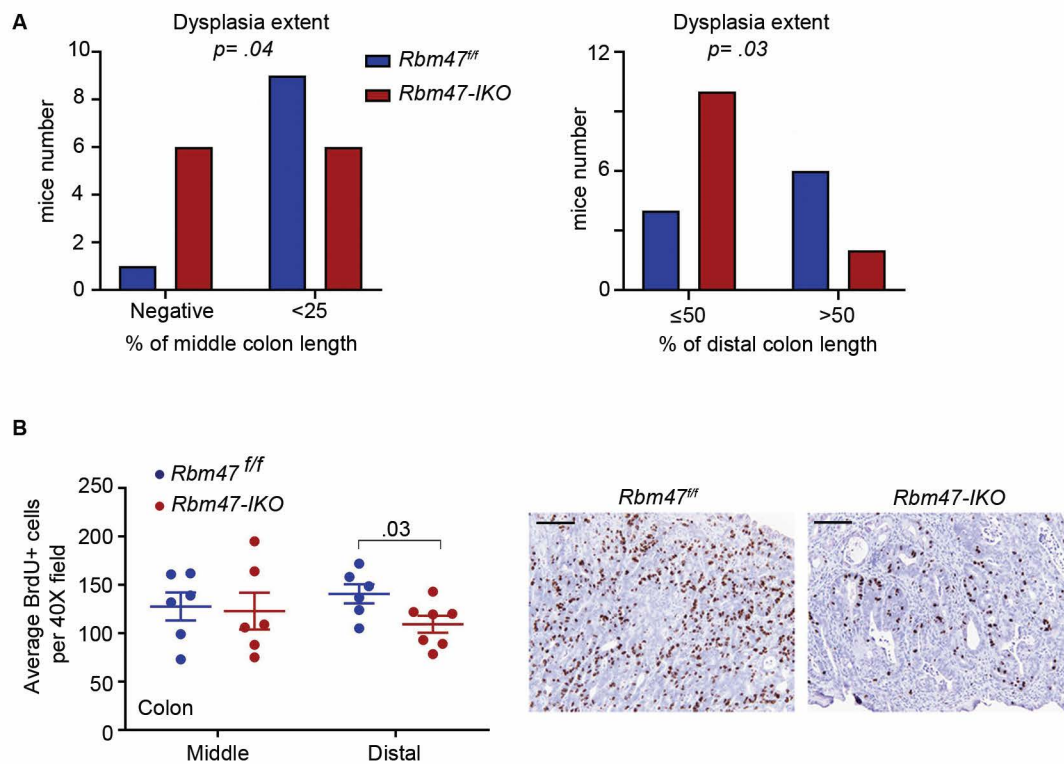 A
Dysplasia extent
p= .04
mice number
10
8
6
4
2
0
Negative
<25
% of middle colon length
Rbm47f/f
Rbm47-IKO
Dysplasia extent
p= .03
mice number
12
6
0
≤50
>50
% of distal colon length
B
Rbm47 f/f
Rbm47-IKO
Average BrdU+ cells
per 40X field
250
200
150
100
50
0
.03
Colon
Middle
Distal
Rbm47f/f
Rbm47-IKO